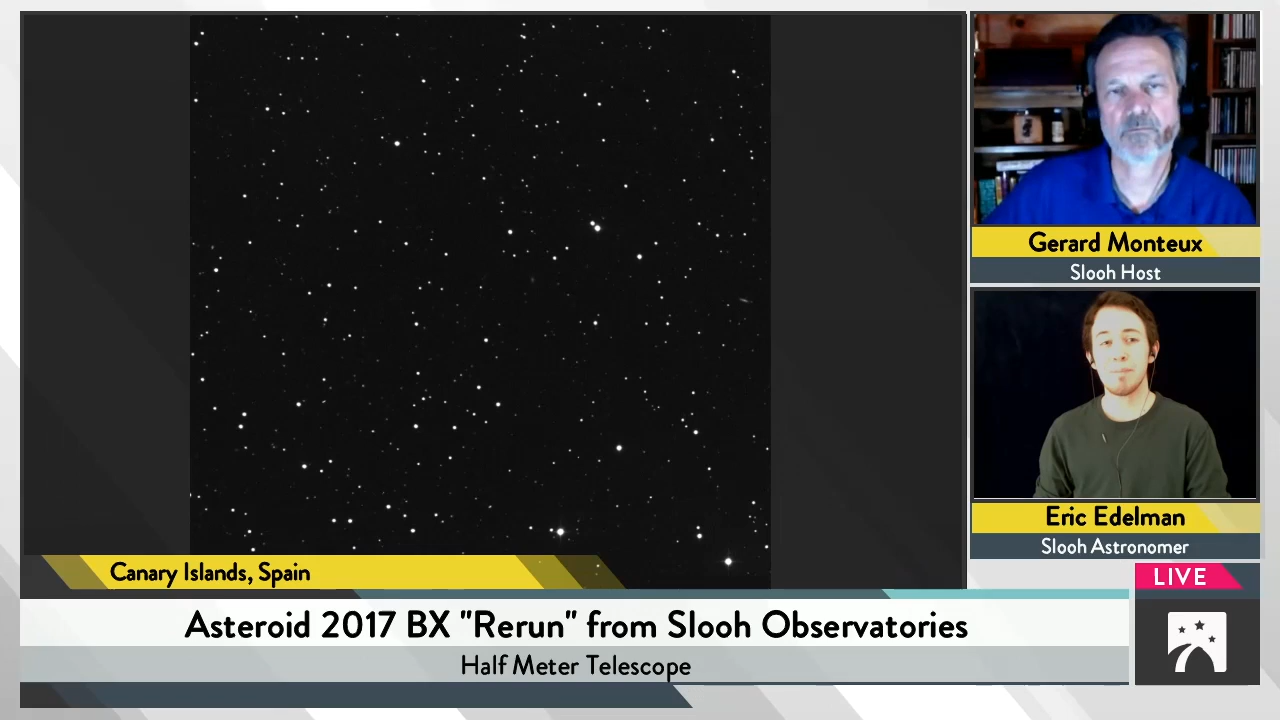 Gerard Monteux
Slooh Host
Eric Edelman
Slooh Astronomer
Canary Islands, Spain
LIVE
Asteroid 2017 BX "Rerun" from Slooh Observatories
Half Meter Telescope